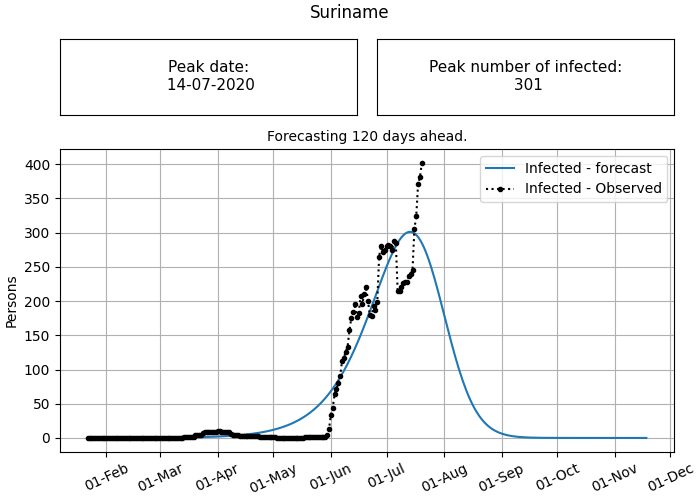 Suriname
Peak date:
14-07-2020
Peak number of infected:
301
Forecasting 120 days ahead.
Infected - forecast
Infected - Observed
Persons
400
350
300
250
200
150
100
50
0
01-Feb
01-Mar
01-Apr
01-May
01-Jun
01-Jul
01-Aug
01-Sep
01-Oct
01-Nov
01-Dec